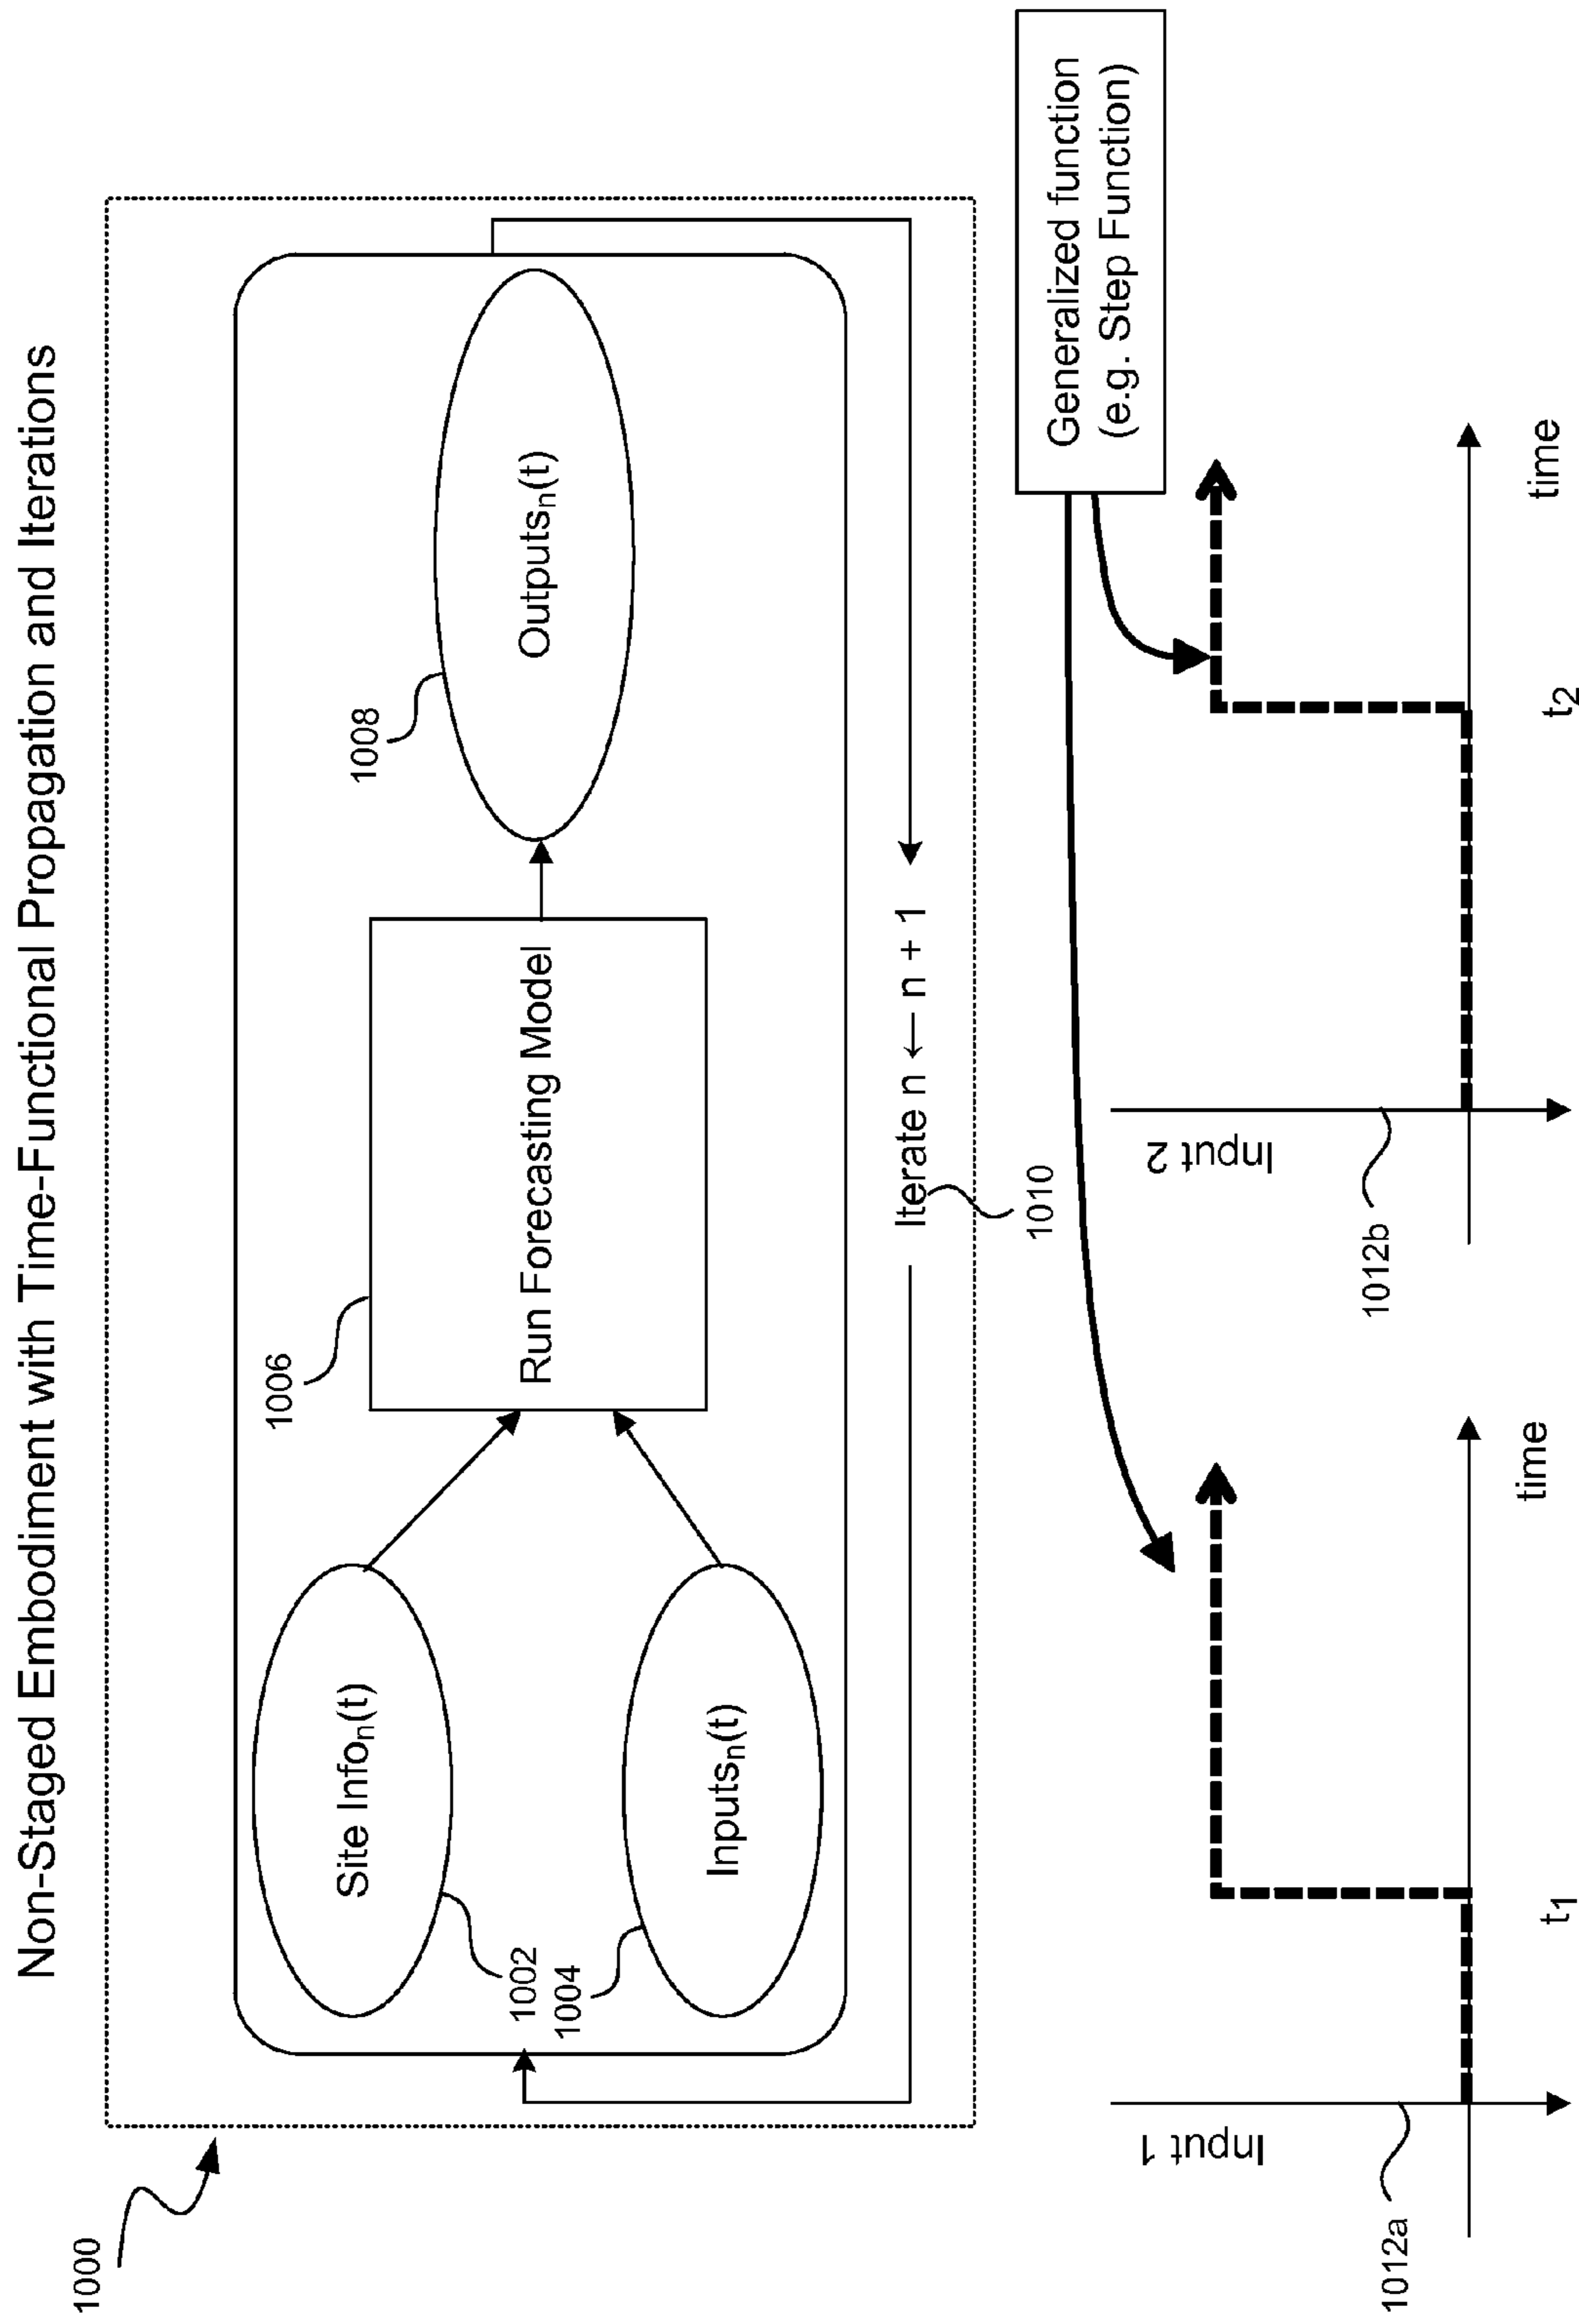 Non-Staged Embodiment with Time-Functional Propagation and Iterations
1000
Site Infoₙ(t)
1002
1004
Inputsₙ(t)
1006
Run Forecasting Model
1008
Outputsₙ(t)
Iterate n ← n + 1
1010
Generalized function
(e.g. Step Function)
Input 1
1012a
t₁
time
Input 2
1012b
t₂
time